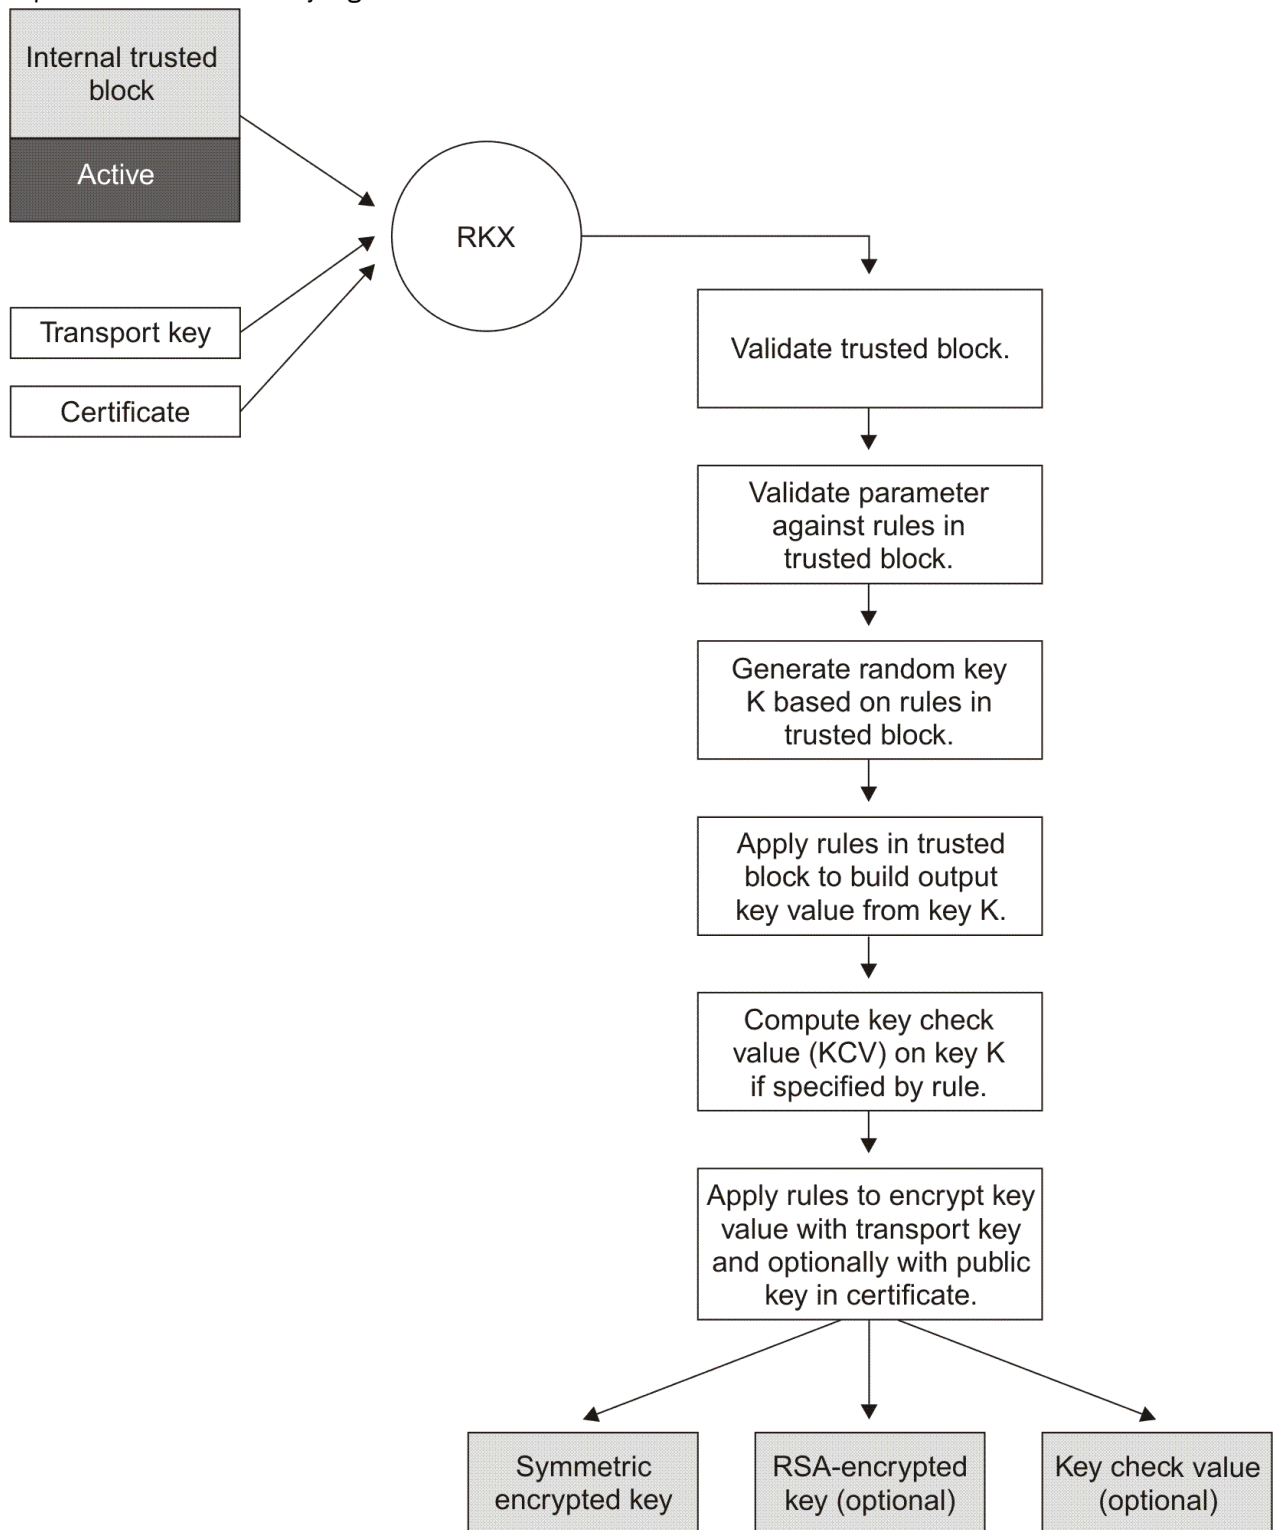 Internal trusted
block
Active
RKX
Transport key
Certificate
Validate trusted block.
Validate parameter
against rules in
trusted block.
Generate random key
K based on rules in
trusted block.
Apply rules in trusted
block to build output
key value from key K.
Compute key check
value (KCV) on key K
if specified by rule.
Apply rules to encrypt key
value with transport key
and optionally with public
key in certificate.
Symmetric
encrypted key
RSA-encrypted
key (optional)
Key check value
(optional)